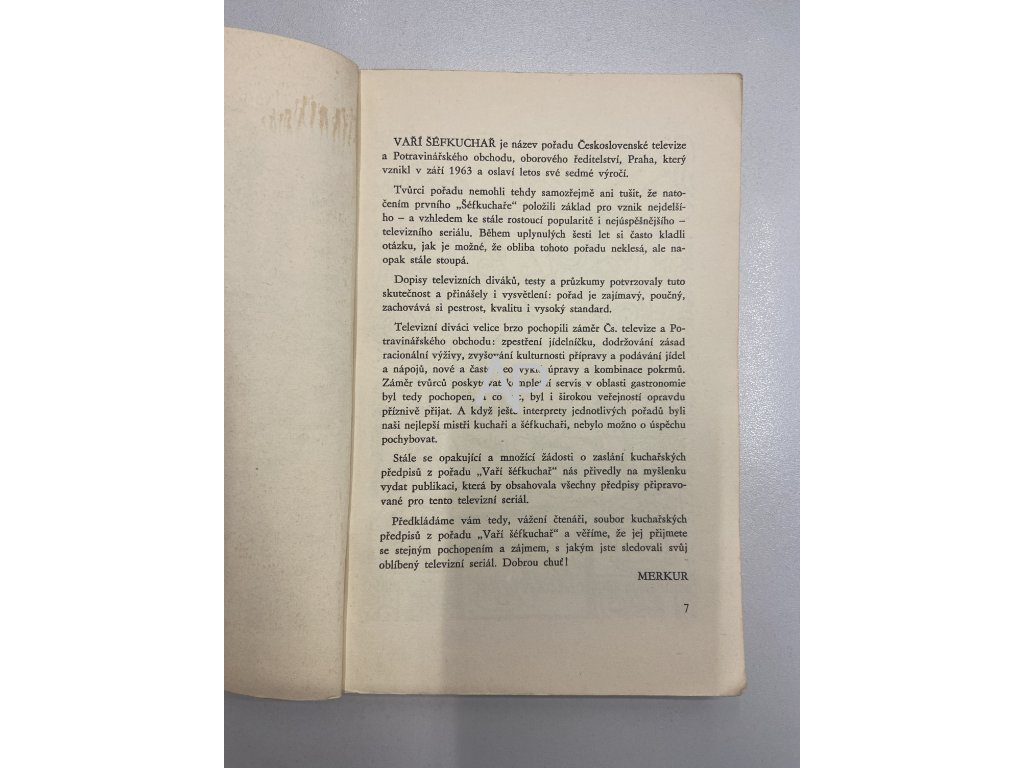 VAŘÍ ŠÉFKUCHAŘ je název pořadu Československé televize
a Potravinářského obchodu, oborového ředitelství, Praha, který
vznikl v září 1963 a oslaví letos své sedmé výročí.
Tvůrci pořadu nemohli tehdy samozřejmě ani tušit, že nato-
čením prvního „Šéfkuchaře“ položili základ pro vznik nejdelší-
ho – a vzhledem ke stále rostoucí popularitě i nejúspěšnějšího –
televizního seriálu. Během uplynulých šesti let si často kladli
otázku, jak je možné, že obliba tohoto pořadu neklesá, ale na-
opak stále stoupá.
Dopisy televizních diváků, testy a průzkumy potvrzovaly tuto
skutečnost a přinášely i vysvětlení: pořad je zajímavý, poučný,
zachovává si pestrost, kvalitu i vysoký standard.
Televizní diváci velice brzo pochopili záměr Čs. televize a Po-
travinářského obchodu: zpestření jídelníčku, dodržování zásad
racionální výživy, zvyšování kulturnosti přípravy a podávání jídel
a nápojů, nové a často úpravy a kombinace pokrmů.
Záměr tvůrců poskytovat kompletní servis v oblasti gastronomie
byl tedy pochopen, a co byl i širokou veřejností opravdu
příznivě přijat. A když ještě interprety jednotlivých pořadů byli
naši nejlepší mistři kuchaři a šéfkuchaři, nebylo možno o úspěchu
pochybovat.
Stále se opakující a množící žádosti o zaslání kuchařských
předpisů z pořadu „Vaří šéfkuchař“ nás přivedly na myšlenku
vydat publikaci, která by obsahovala všechny předpisy připravo-
vané pro tento televizní seriál.
Předkládáme vám tedy, vážení čtenáři, soubor kuchařských
předpisů z pořadu „Vaří šéfkuchař“ a věříme, že jej přijmete
se stejným pochopením a zájmem, s jakým jste sledovali svůj
oblíbený televizní seriál. Dobrou chuť!
MERKUR
7